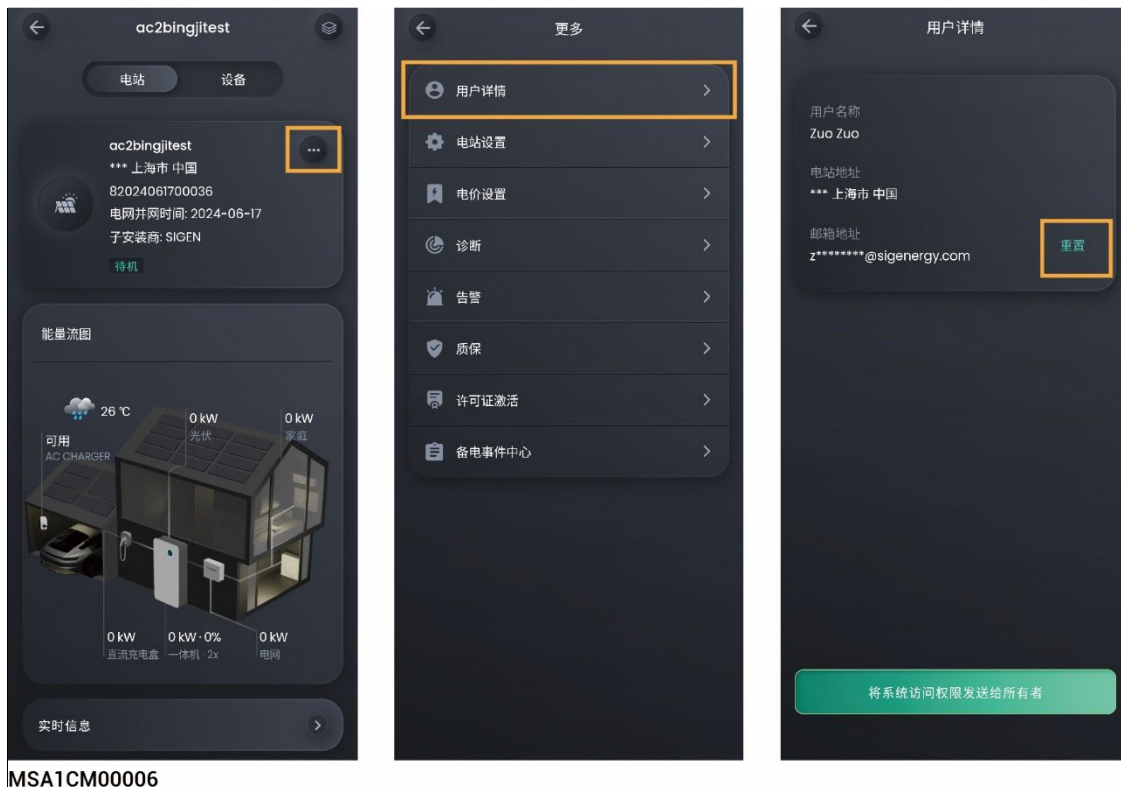 ac2bingjitest
电站
设备
ac2bingjitest
*** 上海市 中国
82024061700036
电网并网时间: 2024-06-17
子安装商: SIGEN
待机
能量流图
26 ℃
0 kW
光伏
0 kW
家庭
可用
AC CHARGER
0 kW
直流充电盒
0 kW · 0%
一体机 · 2x
0 kW
电网
实时信息
更多
用户详情
电站设置
电价设置
诊断
告警
质保
许可证激活
备电事件中心
用户详情
用户名称
Zuo Zuo
电站地址
*** 上海市 中国
邮箱地址
z********@sigenergy.com
重置
将系统访问权限发送给所有者
MSA1CM00006